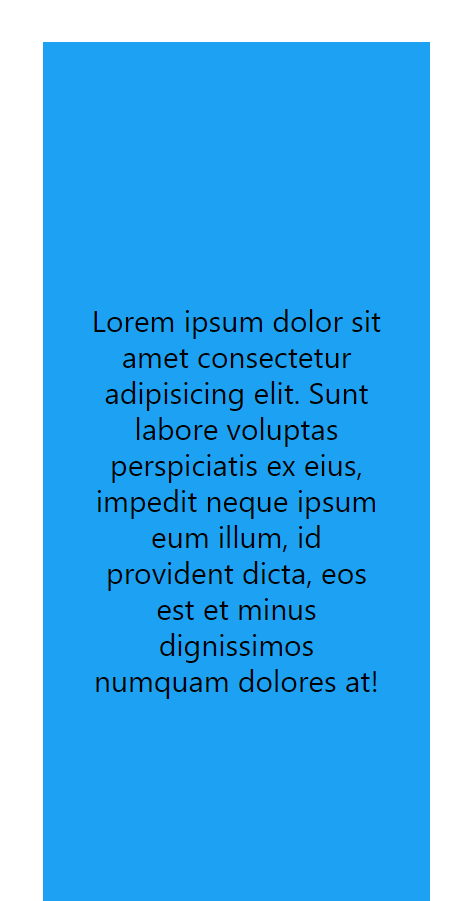 Lorem ipsum dolor sit
amet consectetur
adipisicing elit. Sunt
labore voluptas
perspiciatis ex eius,
impedit neque ipsum
eum illum, id
provident dicta, eos
est et minus
dignissimos
numquam dolores at!